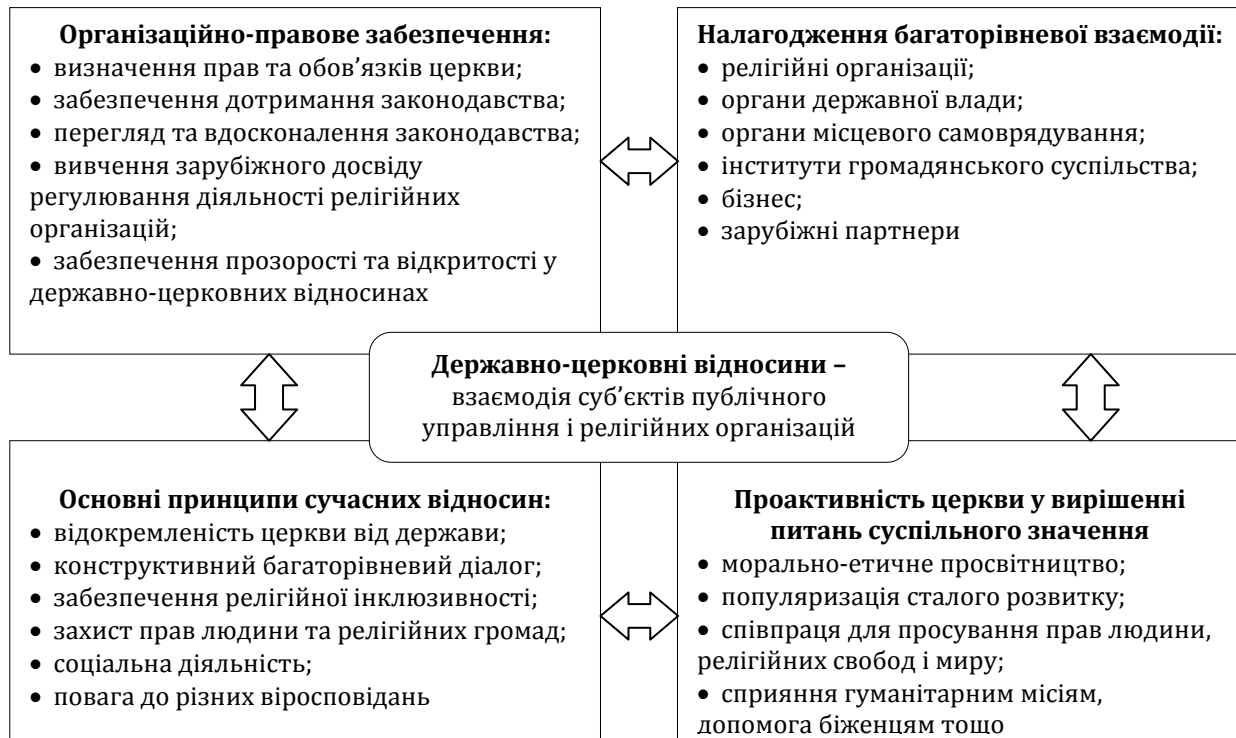 Організаційно-правове забезпечення:
• визначення прав та обов’язків церкви;
• забезпечення дотримання законодавства;
• перегляд та вдосконалення законодавства;
• вивчення зарубіжного досвіду
регулювання діяльності релігійних
організацій;
• забезпечення прозорості та відкритості у
державно-церковних відносинах
Налагодження багаторівневої взаємодії:
• релігійні організації;
• органи державної влади;
• органи місцевого самоврядування;
• інститути громадянського суспільства;
• бізнес;
• зарубіжні партнери
Державно-церковні відносини –
взаємодія суб’єктів публічного
управління і релігійних організацій
Основні принципи сучасних відносин:
• відокремленість церкви від держави;
• конструктивний багаторівневий діалог;
• забезпечення релігійної інклюзивності;
• захист прав людини та релігійних громад;
• соціальна діяльність;
• повага до різних віросповідань
Проактивність церкви у вирішенні
питань суспільного значення
• морально-етичне просвітництво;
• популяризація сталого розвитку;
• співпраця для просування прав людини,
релігійних свобод і миру;
• сприяння гуманітарним місіям,
допомога біженцям тощо